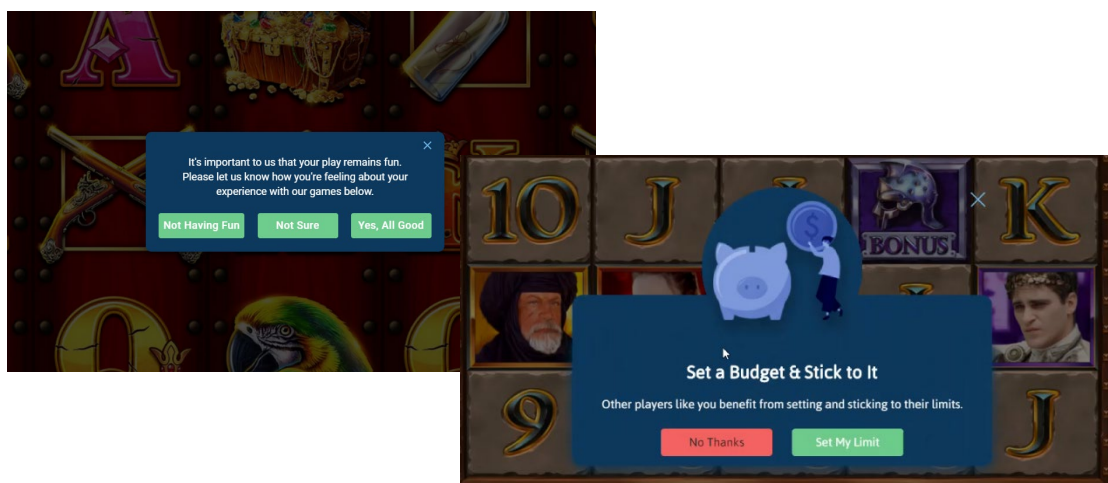 A
It's important to us that your play remains fun.
Please let us know how you're feeling about your
experience with our games below.
Not Having Fun Not Sure Yes, All Good
Q
10 J J K
BONUS!
Set a Budget & Stick to It
Other players like you benefit from setting and sticking to their limits.
No Thanks Set My Limit
9 J